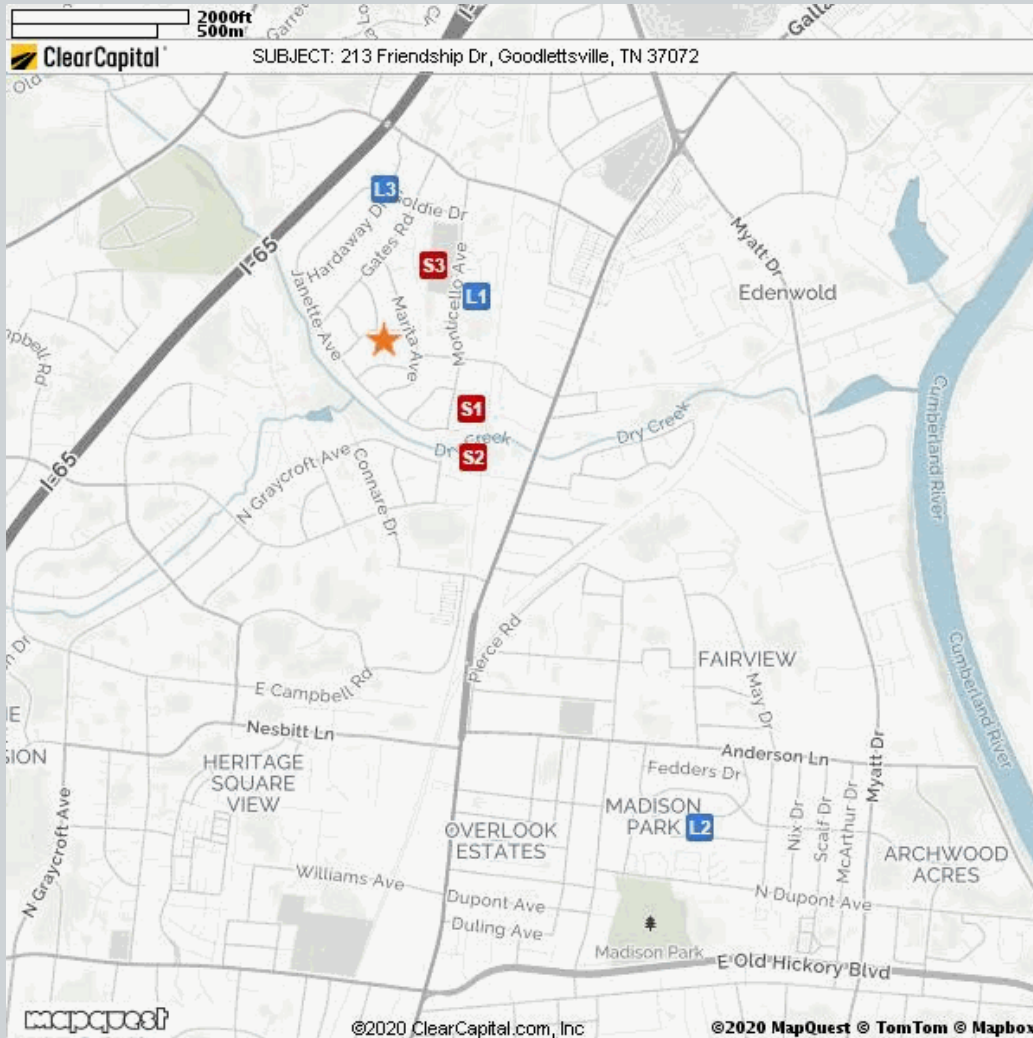 2000ft
500m
ClearCapital
SUBJECT: 213 Friendship Dr, Goodlettsville, TN 37072
Old
L3
Goldie Dr
Hardaway Dr
Gates Rd
I-65
S3
Monticello Ave
L1
Janette Ave
Marita Ave
Myatt Dr
Edenwold
S1
Dry Creek
Dry Creek
S2
Cumberland River
I-65
N Graycroft Ave
Connare Dr
Pierce Rd
FAIRVIEW
May Dr
Cumberland River
E Campbell Rd
Nesbitt Ln
HERITAGE
SQUARE
VIEW
Anderson Ln
Fedders Dr
Myatt Dr
MADISON
PARK
L2
Nix Dr
Scalf Dr
McArthur Dr
OVERLOOK
ESTATES
ARCHWOOD
ACRES
N Graycroft Ave
Williams Ave
Dupont Ave
N Dupont Ave
Duling Ave
Madison Park
E Old Hickory Blvd
mapquest
©2020 ClearCapital.com, Inc
©2020 MapQuest © TomTom © Mapbox